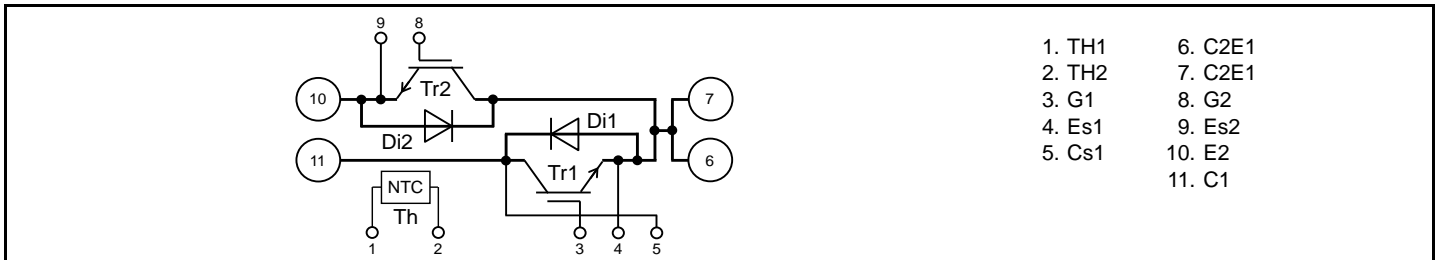 9 8
10 Tr2 7
Di2 Di1
11 Tr1 6
NTC
Th
1 2 3 4 5
1. TH1 6. C2E1
2. TH2 7. C2E1
3. G1 8. G2
4. Es1 9. Es2
5. Cs1 10. E2
11. C1